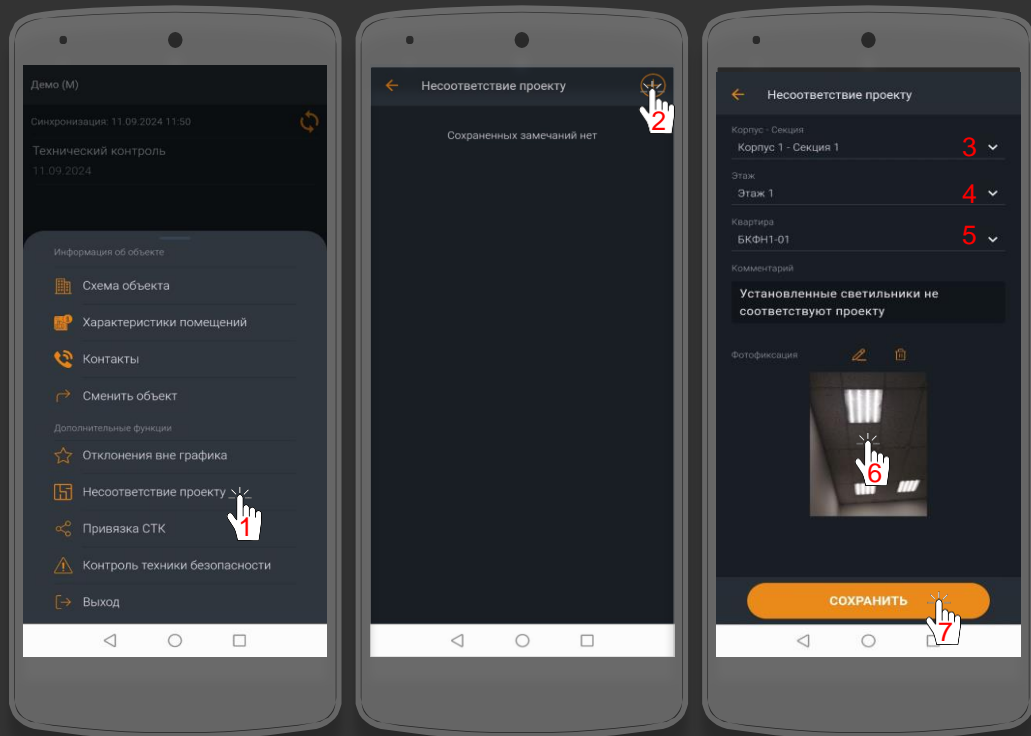 Демо (М)
Синхронизация: 11.09.2024 11:50
Технический контроль
11.09.2024
Информация об объекте
Схема объекта
Характеристики помещений
Контакты
Сменить объект
Дополнительные функции
Отклонения вне графика
Несоответствие проекту
1
Привязка СТК
Контроль техники безопасности
Выход
Несоответствие проекту
2
Сохраненных замечаний нет
Несоответствие проекту
Корпус - Секция
Корпус 1 - Секция 1
3
Этаж
Этаж 1
4
Квартира
БКФН1-01
5
Комментарий
Установленные светильники не
соответствуют проекту
Фотофиксация
6
СОХРАНИТЬ
7